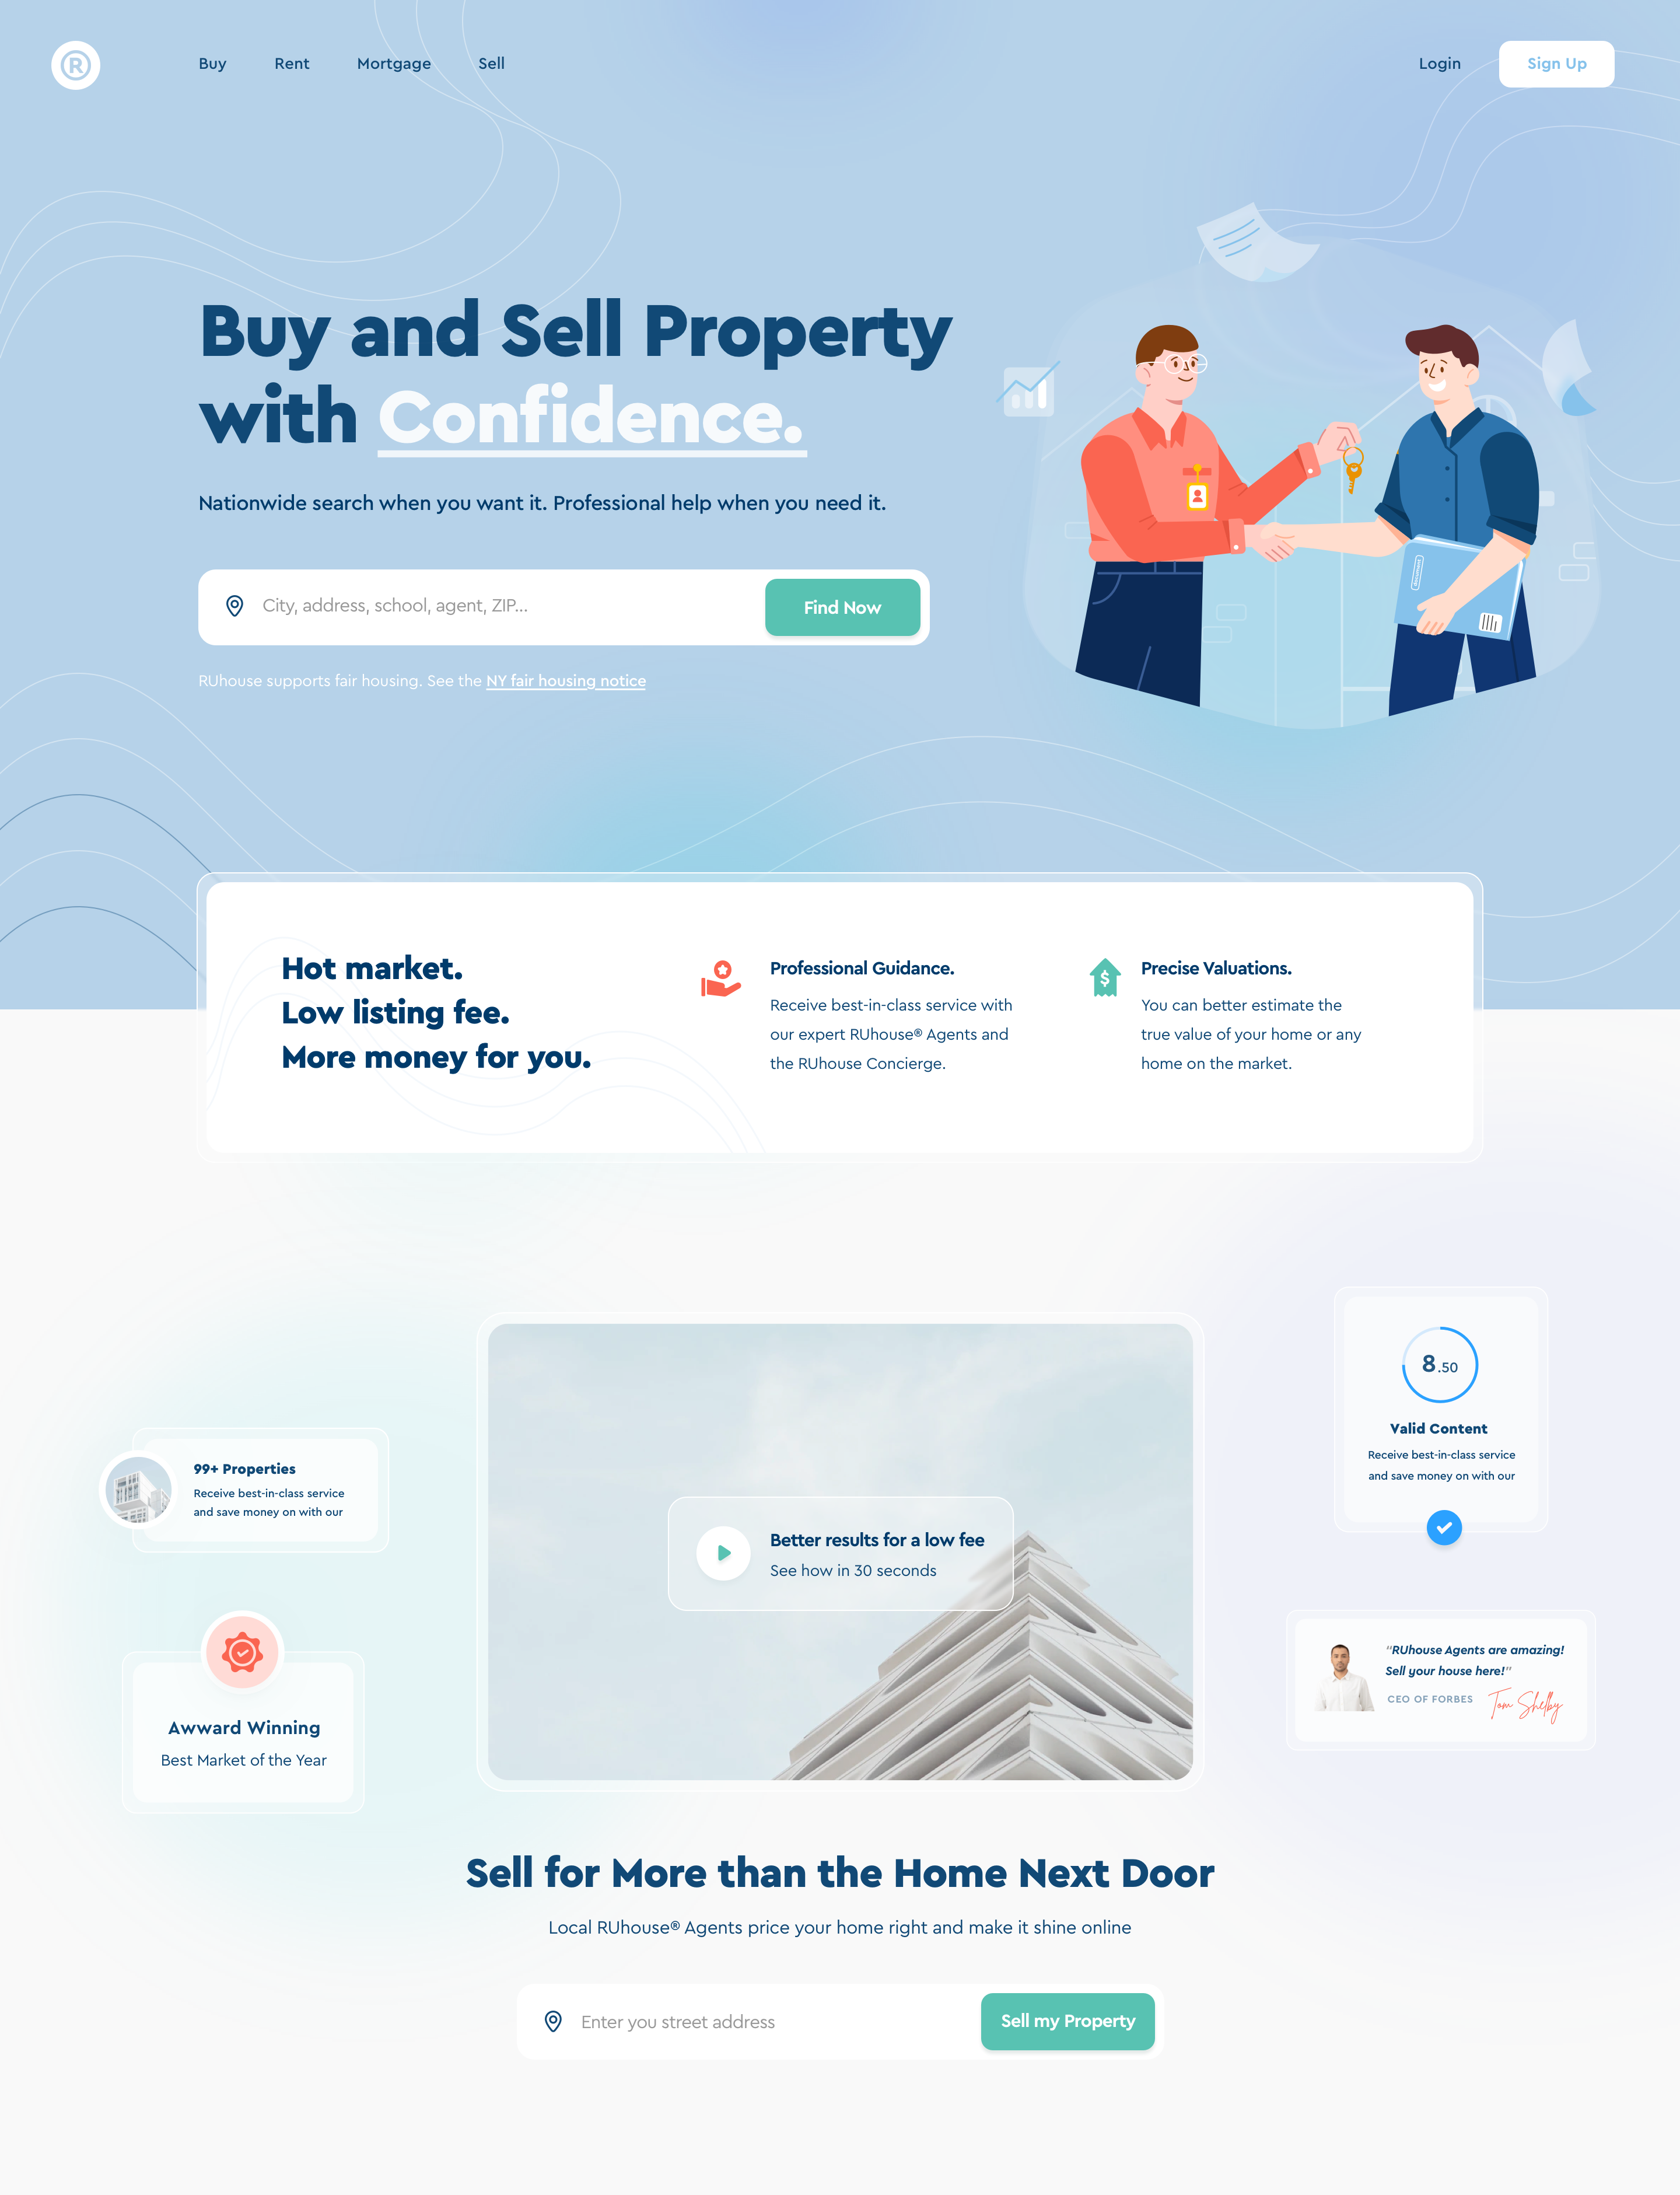 ®
Buy
Rent
Mortgage
Sell
Login
Sign Up
Buy and Sell Property
with Confidence.
Nationwide search when you want it. Professional help when you need it.
City, address, school, agent, ZIP...
Find Now
RUhouse supports fair housing. See the NY fair housing notice
Hot market.
Low listing fee.
More money for you.
Professional Guidance.
Receive best-in-class service with
our expert RUhouse® Agents and
the RUhouse Concierge.
Precise Valuations.
You can better estimate the
true value of your home or any
home on the market.
8.50
Valid Content
Receive best-in-class service
and save money on with our
99+ Properties
Receive best-in-class service
and save money on with our
Better results for a low fee
See how in 30 seconds
Awward Winning
Best Market of the Year
"RUhouse Agents are amazing!
Sell your house here!"
CEO OF FORBES
Tom Shelby
Sell for More than the Home Next Door
Local RUhouse® Agents price your home right and make it shine online
Enter you street address
Sell my Property